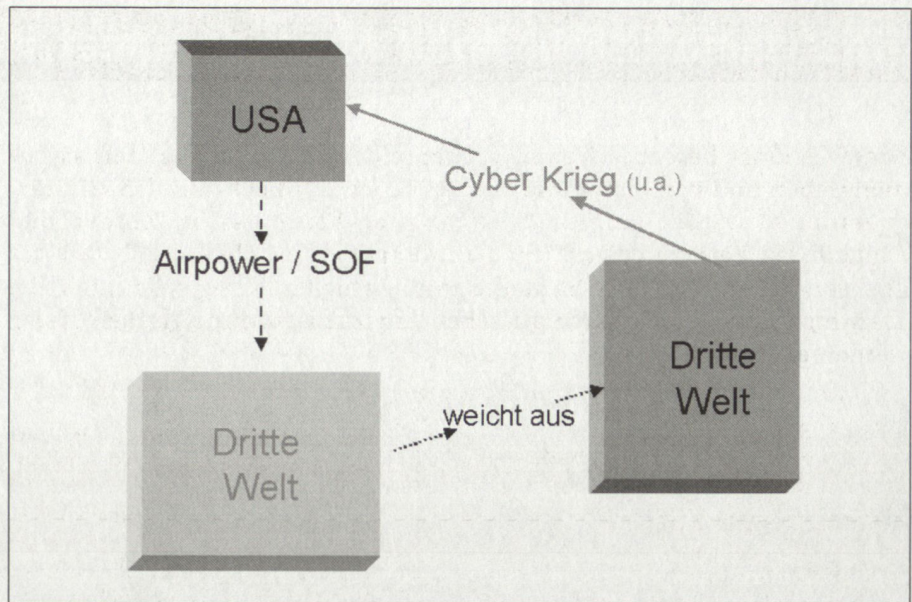 USA
Cyber Krieg (u.a.)
Airpower / SOF
Dritte
Welt
weicht aus
Dritte
Welt